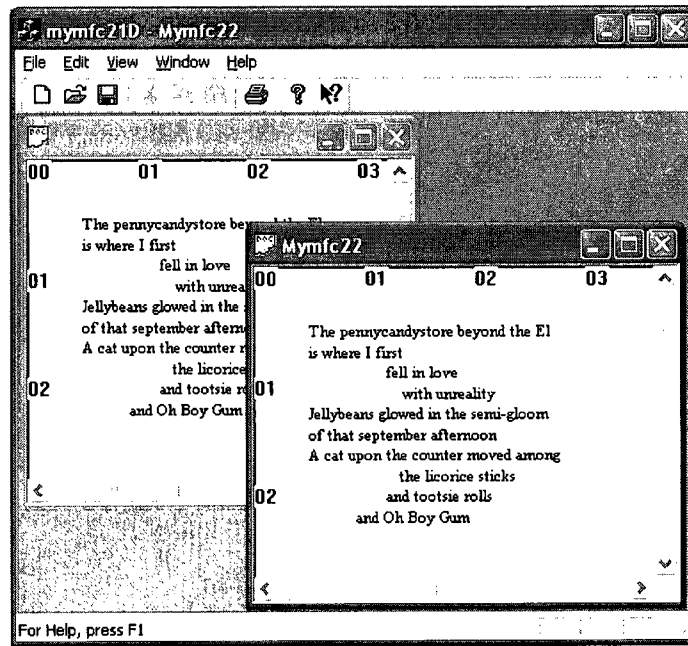 mymfc21D - Mymfc22
File Edit View Window Help
00 01 02 03
The pennycandystore beyond the El
is where I first
fell in love
01
with unrea
Jellybeans glowed in the
of that september aftern
A cat upon the counter
the licorice
02
and tootsie ro
and Oh Boy Gum
Mymfc22
00 01 02 03
The pennycandystore beyond the El
is where I first
fell in love
01
with unreality
Jellybeans glowed in the semi-gloom
of that september afternoon
A cat upon the counter moved among
the licorice sticks
02
and tootsie rolls
and Oh Boy Gum
For Help, press F1